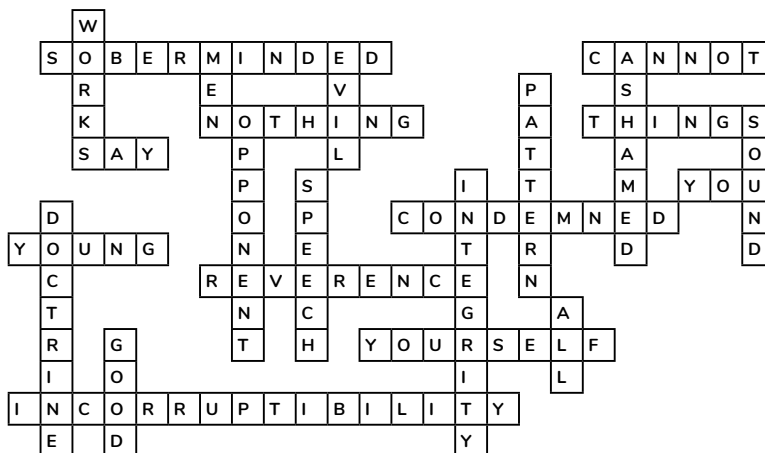 W
SOBERMINDED CANNOT
R E V P S
K NOTHING A THINGS
SAY P L T A O
P S I T M YOU
D O P CONDEMNED N
YOUNG N E T R D D
C REVERENCE N
T N C G A
R G T H YOURSELF
I O I L
INCORRUPTIBILITY
E D Y